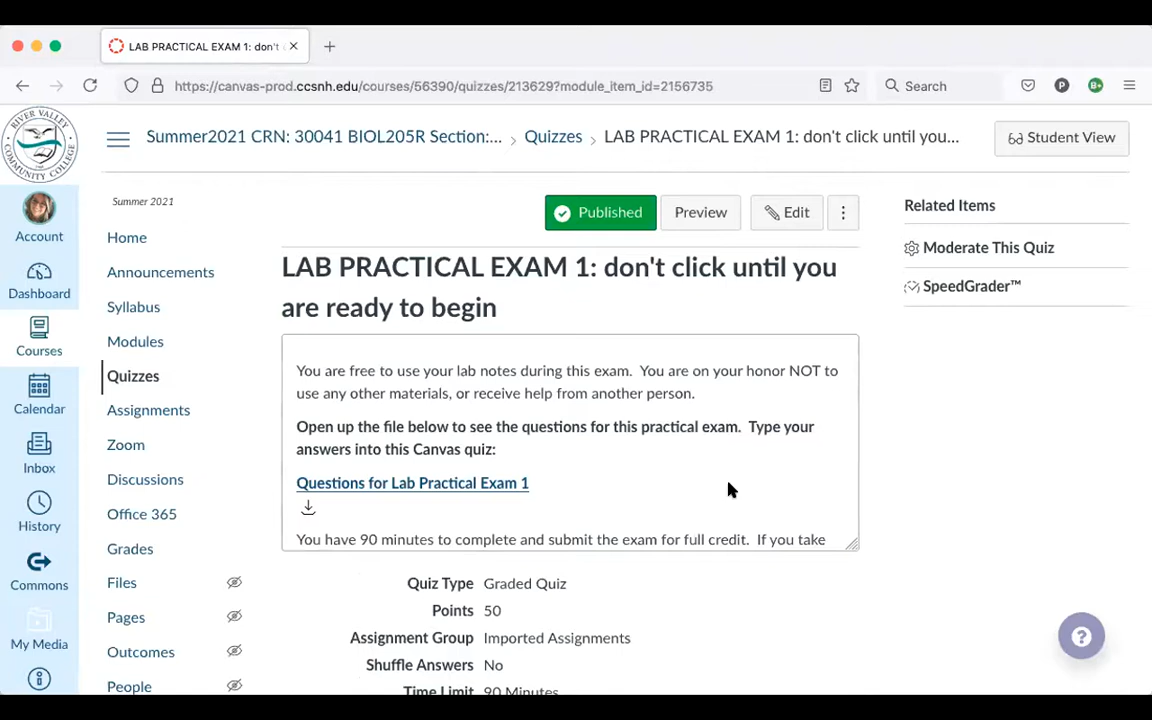 LAB PRACTICAL EXAM 1: don't
https://canvas-prod.ccsnh.edu/courses/56390/quizzes/213629?module_item_id=2156735
Search
P
B+
RIVER VALLEY
COMMUNITY COLLEGE
Summer2021 CRN: 30041 BIOL205R Section:... › Quizzes › LAB PRACTICAL EXAM 1: don't click until you...
Student View
Summer 2021
Published
Preview
Edit
Related Items
Account
Home
LAB PRACTICAL EXAM 1: don't click until you
are ready to begin
Moderate This Quiz
Announcements
SpeedGrader™
Dashboard
Syllabus
Modules
Courses
You are free to use your lab notes during this exam. You are on your honor NOT to
use any other materials, or receive help from another person.
Quizzes
Calendar
Assignments
Open up the file below to see the questions for this practical exam. Type your
answers into this Canvas quiz:
Zoom
Inbox
Discussions
Questions for Lab Practical Exam 1
Office 365
History
You have 90 minutes to complete and submit the exam for full credit. If you take
Grades
Commons
Files
Quiz Type Graded Quiz
Pages
Points 50
My Media
Assignment Group Imported Assignments
Outcomes
Shuffle Answers No
People
Time Limit 90 Minutes
?